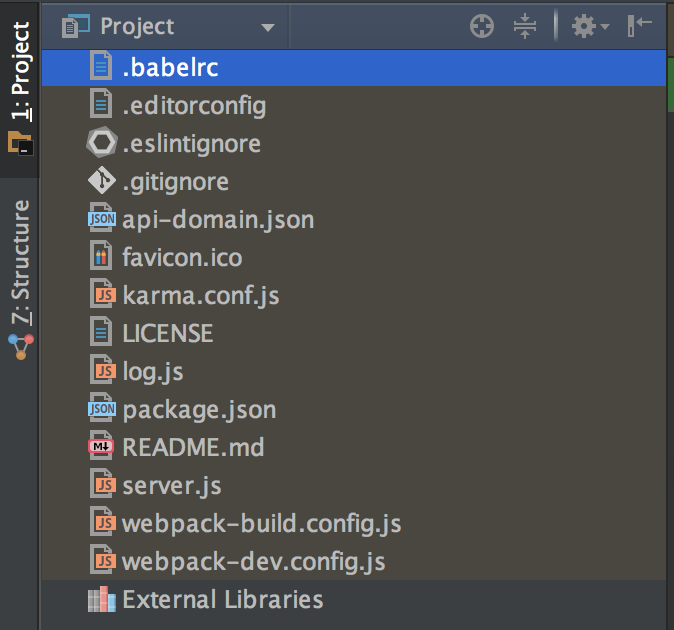 Project
1: Project
7: Structure
.babelrc
.editorconfig
.eslintignore
.gitignore
JSON api-domain.json
favicon.ico
JS karma.conf.js
LICENSE
JS log.js
JSON package.json
M↓ README.md
JS server.js
JS webpack-build.config.js
JS webpack-dev.config.js
External Libraries